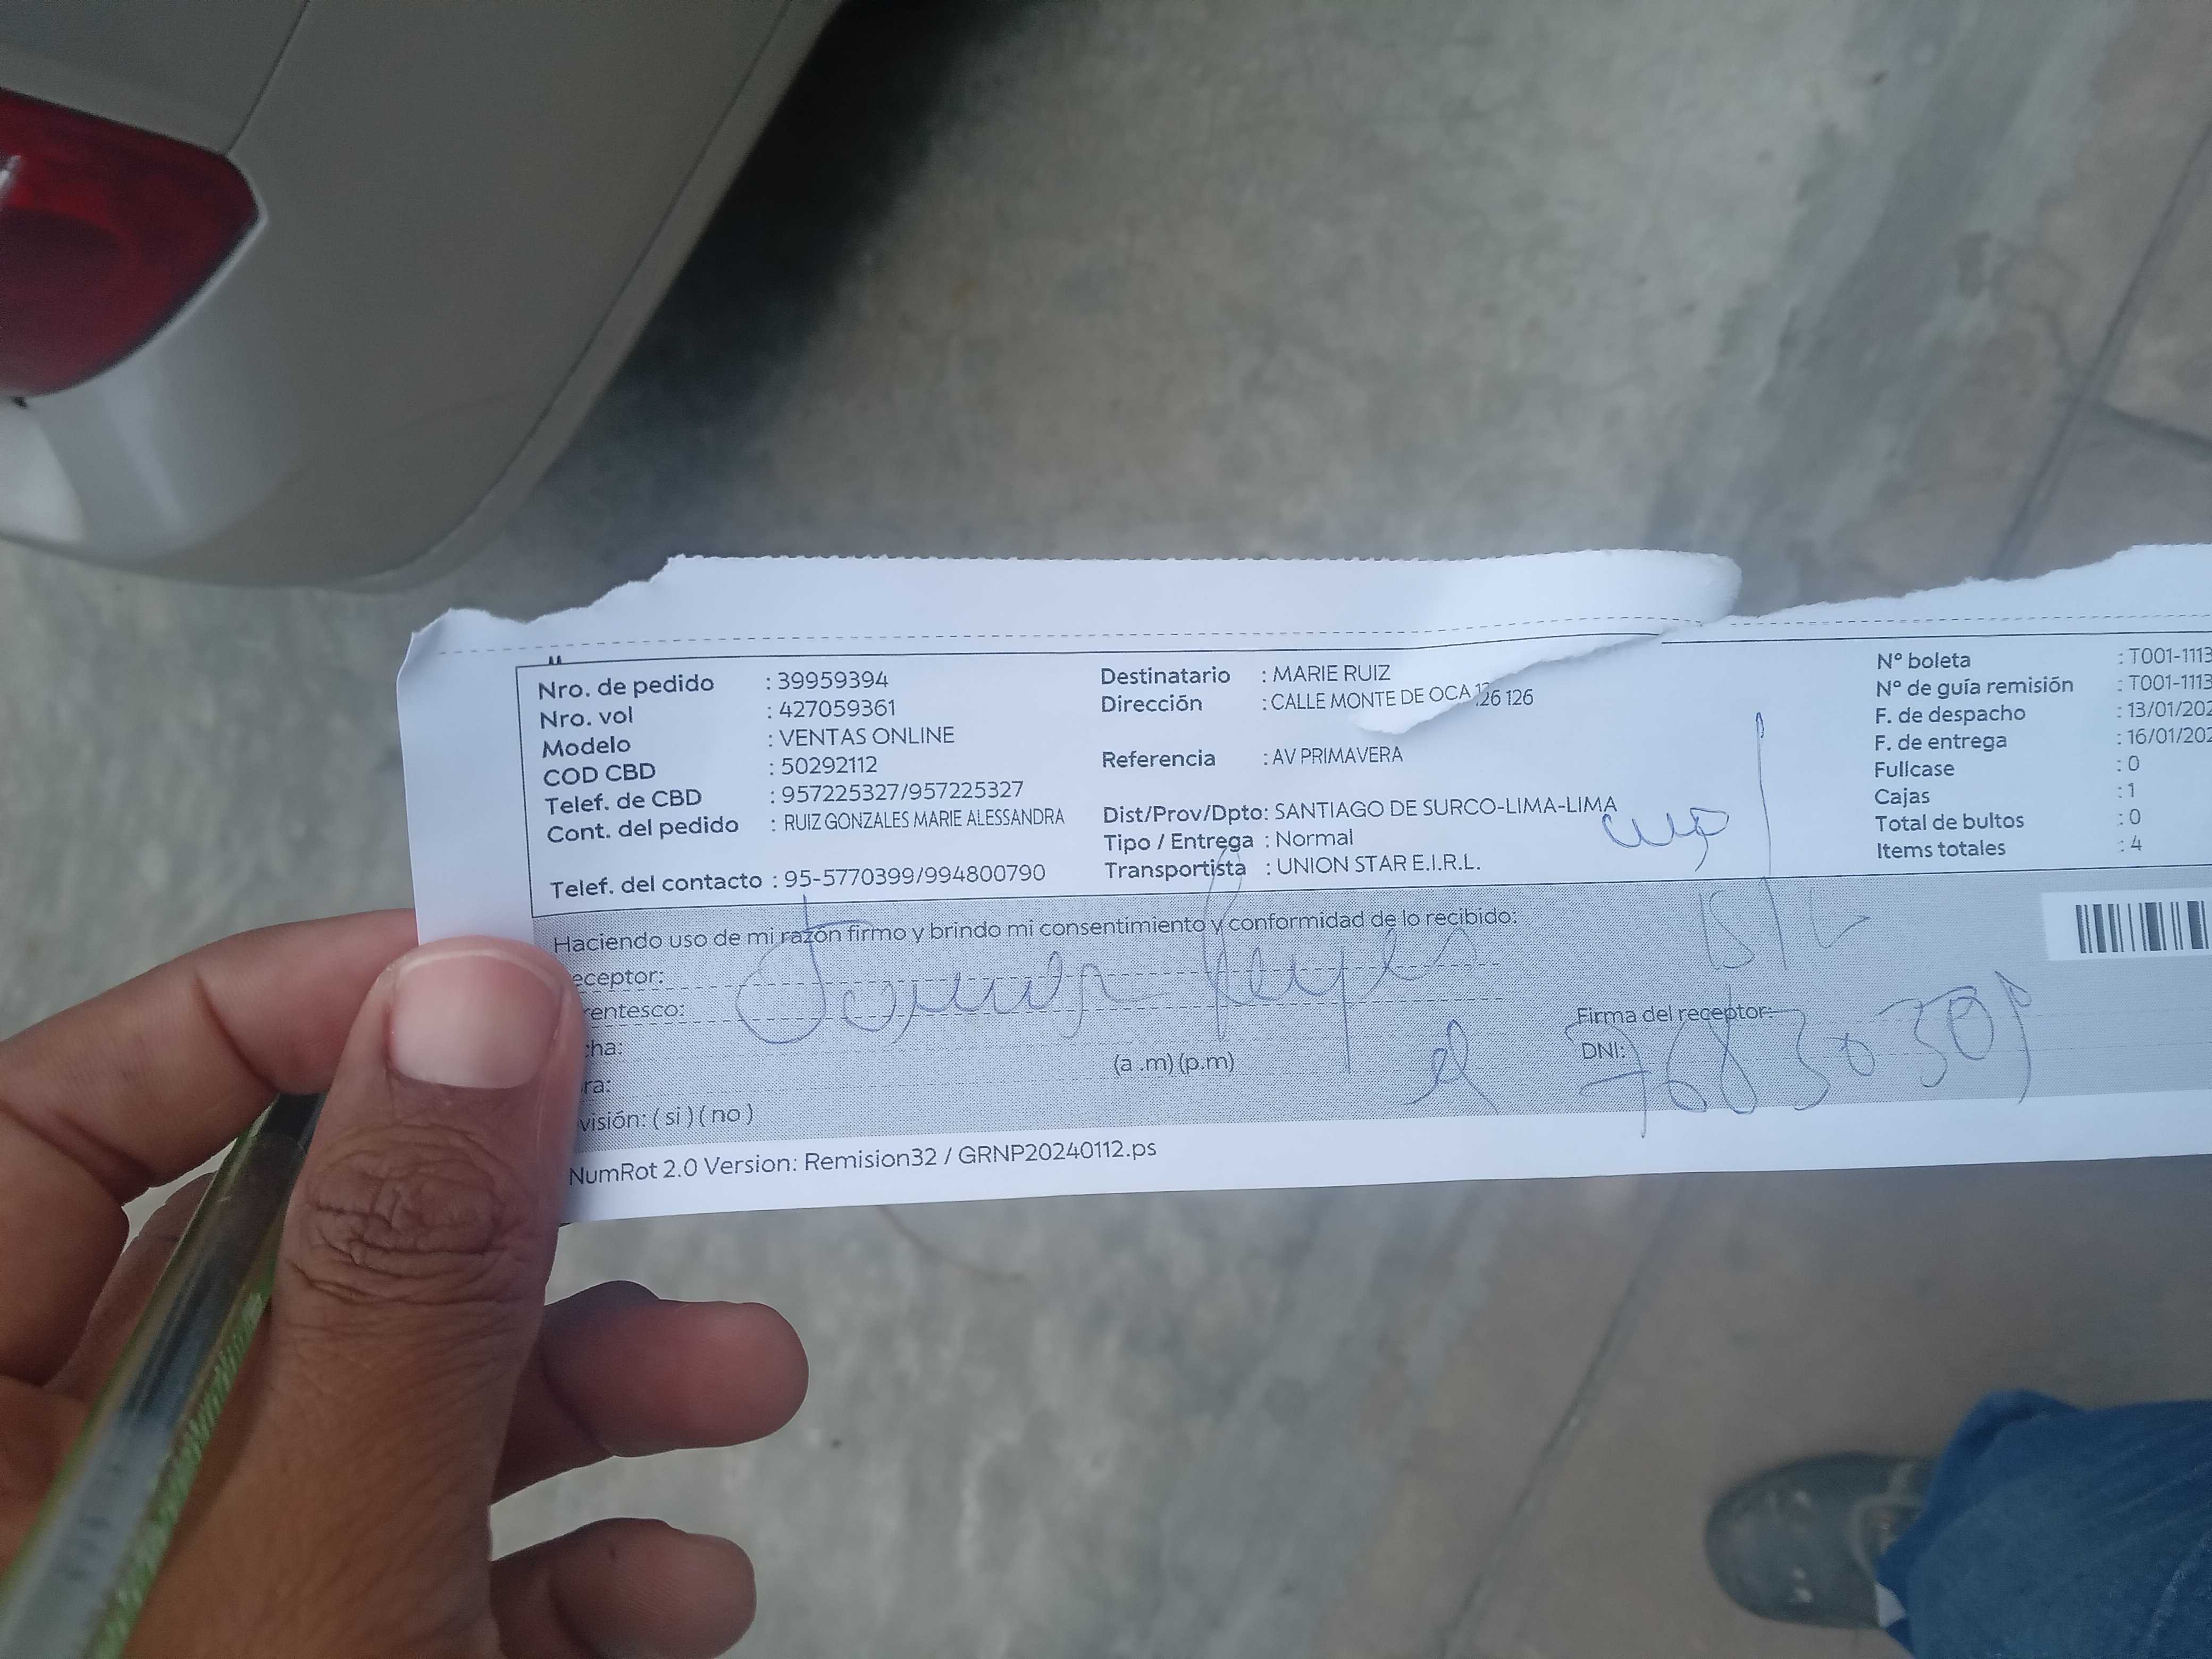 Nro. de pedido : 39959394
Nro. vol : 427059361
Modelo : VENTAS ONLINE
COD CBD : 50292112
Telef. de CBD : 957225327/957225327
Cont. del pedido : RUIZ GONZALES MARIE ALESSANDRA
Telef. del contacto : 95-5770399/994800790
Destinatario : MARIE RUIZ
Dirección : CALLE MONTE DE OCA 126 126
Referencia : AV PRIMAVERA
Dist/Prov/Dpto: SANTIAGO DE SURCO-LIMA-LIMA
Tipo / Entrega : Normal
Transportista : UNION STAR E.I.R.L.
N° boleta : T001-1113
N° de guía remisión : T001-1113
F. de despacho : 13/01/202
F. de entrega : 16/01/202
Fullcase : 0
Cajas : 1
Total de bultos : 0
Items totales : 4
Haciendo uso de mi razón firmo y brindo mi consentimiento y conformidad de lo recibido:
eceptor:
rentesco:
cha:
ra: (a .m) (p.m)
visión: ( si ) ( no )
Firma del receptor:
DNI:
NumRot 2.0 Version: Remision32 / GRNP20240112.ps